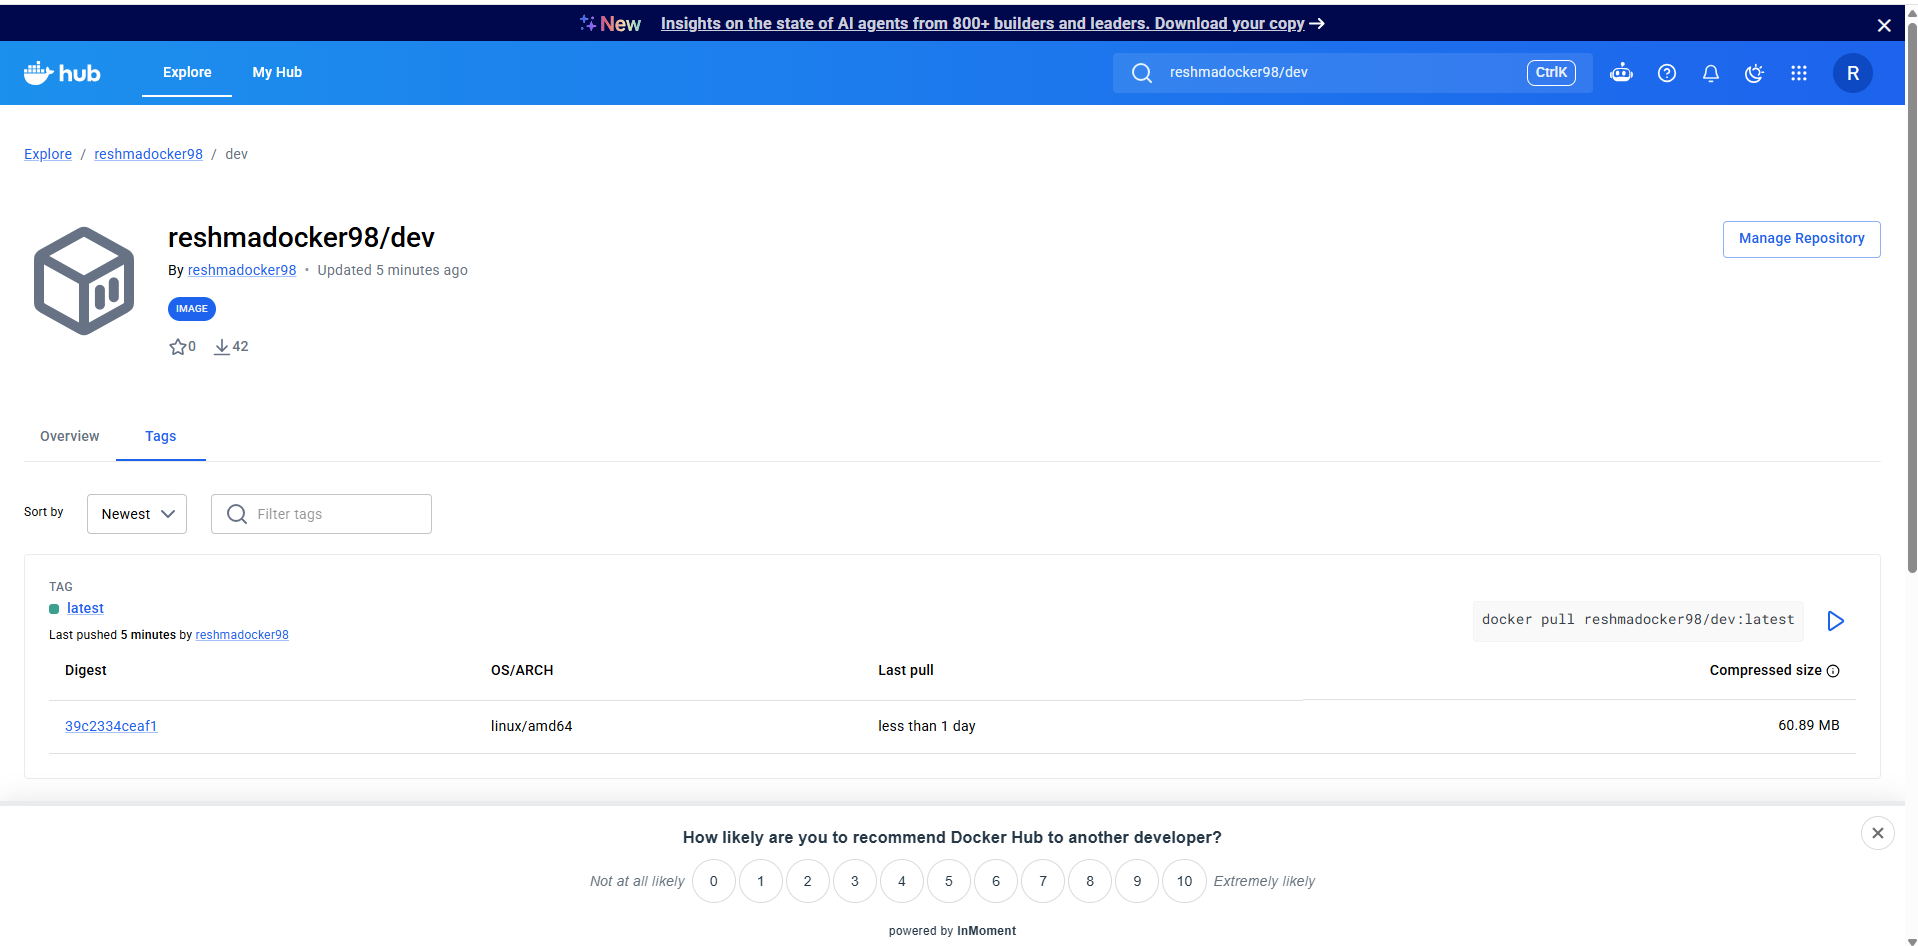 New Insights on the state of AI agents from 800+ builders and leaders. Download your copy →
hub Explore My Hub reshmadocker98/dev CtrlK R
Explore / reshmadocker98 / dev
reshmadocker98/dev
Manage Repository
By reshmadocker98 • Updated 5 minutes ago
IMAGE
0 42
Overview Tags
Sort by Newest Filter tags
TAG
latest
docker pull reshmadocker98/dev:latest
Last pushed 5 minutes by reshmadocker98
Digest OS/ARCH Last pull Compressed size
39c2334ceaf1 linux/amd64 less than 1 day 60.89 MB
How likely are you to recommend Docker Hub to another developer?
Not at all likely 0 1 2 3 4 5 6 7 8 9 10 Extremely likely
powered by InMoment